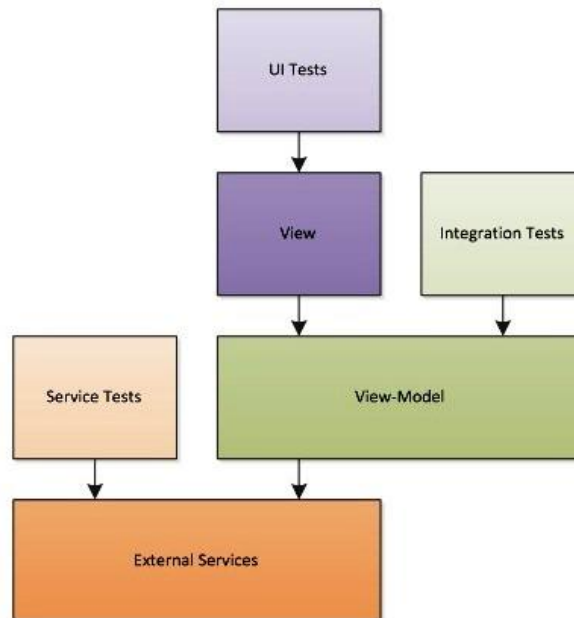 UI Tests
View
Integration Tests
Service Tests
View-Model
External Services